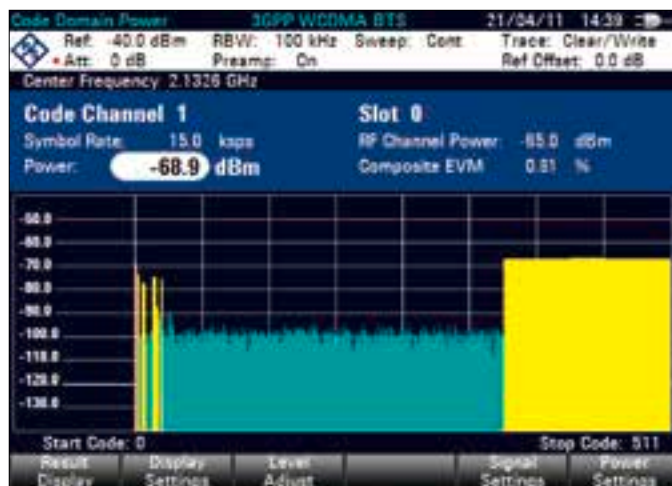 Code Domain Power 3GPP WCDMA BTS 21/04/11 14:39
Ref: -40.0 dBm RBW: 100 kHz Sweep: Cont Trace: Clear/Write
• Att: 0 dB Preamp: On Ref Offset: 0.0 dB
Center Frequency: 2.1326 GHz
Code Channel 1 Slot 0
Symbol Rate: 15.0 ksps RF Channel Power: -65.0 dBm
Power: -68.9 dBm Composite EVM 0.81 %
-50.0
-60.0
-70.0
-80.0
-90.0
-100.0
-110.0
-120.0
-130.0
Start Code: 0 Stop Code: 511
Result Display Level Signal Power
Display Settings Adjust Settings Settings